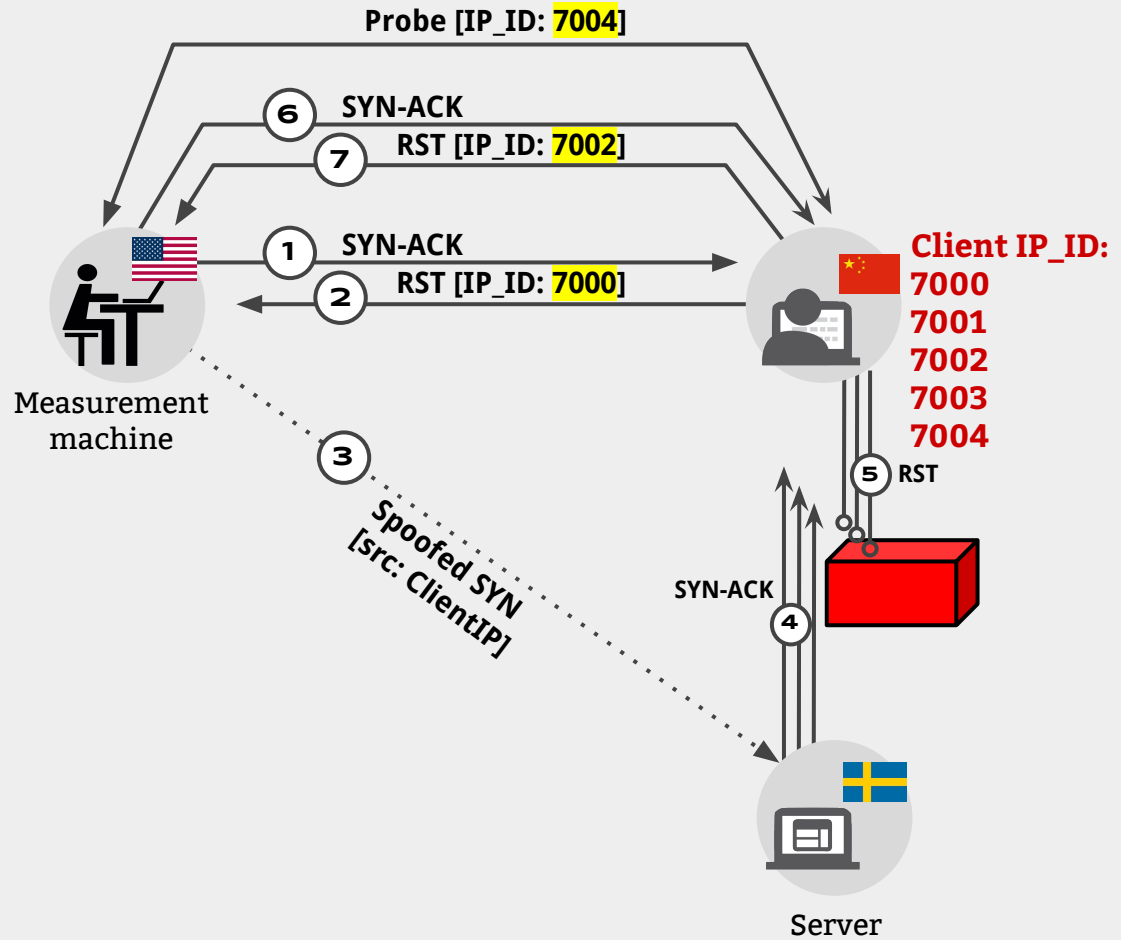 Probe [IP_ID: 7004]
6
SYN-ACK
7
RST [IP_ID: 7002]
1
SYN-ACK
2
RST [IP_ID: 7000]
Client IP_ID:
7000
7001
7002
7003
7004
Measurement
machine
3
Spoofed SYN
[src: ClientIP]
5
RST
SYN-ACK
4
Server